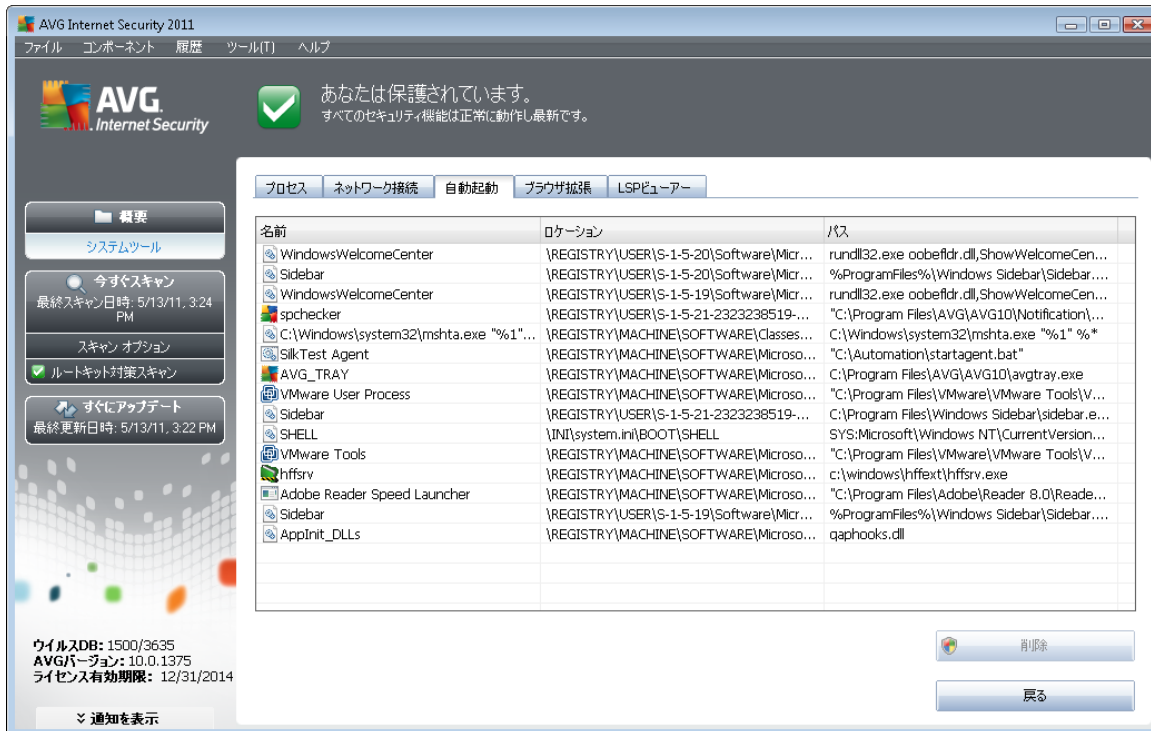 AVG Internet Security 2011
ファイル コンポーネント 履歴 ツール(T) ヘルプ
AVG.
Internet Security
あなたは保護されています。
すべてのセキュリティ機能は正常に動作し最新です。
概要
システムツール
今すぐスキャン
最終スキャン日時: 5/13/11, 3:24
PM
スキャン オプション
ルートキット対策スキャン
すぐにアップデート
最終更新日時: 5/13/11, 3:22 PM
プロセス ネットワーク接続 自動起動 ブラウザ拡張 LSPビューアー
名前 ロケーション パス
WindowsWelcomeCenter \REGISTRY\USER\S-1-5-20\Software\Micr... rundll32.exe oobefldr.dll,ShowWelcomeCen...
Sidebar \REGISTRY\USER\S-1-5-20\Software\Micr... %ProgramFiles%\Windows Sidebar\Sidebar....
WindowsWelcomeCenter \REGISTRY\USER\S-1-5-19\Software\Micr... rundll32.exe oobefldr.dll,ShowWelcomeCen...
spchecker \REGISTRY\USER\S-1-5-21-2323238519-... "C:\Program Files\AVG\AVG10\Notification\...
C:\Windows\system32\mshta.exe "%1"... \REGISTRY\MACHINE\SOFTWARE\Classes... C:\Windows\system32\mshta.exe "%1" %*
SilkTest Agent \REGISTRY\MACHINE\SOFTWARE\Microso... "C:\Automation\startagent.bat"
AVG_TRAY \REGISTRY\MACHINE\SOFTWARE\Microso... C:\Program Files\AVG\AVG10\avgtray.exe
VMware User Process \REGISTRY\MACHINE\SOFTWARE\Microso... "C:\Program Files\VMware\VMware Tools\V...
Sidebar \REGISTRY\USER\S-1-5-21-2323238519-... C:\Program Files\Windows Sidebar\sidebar.e...
SHELL \INI\system.ini\BOOT\SHELL SYS:Microsoft\Windows NT\CurrentVersion...
VMware Tools \REGISTRY\MACHINE\SOFTWARE\Microso... "C:\Program Files\VMware\VMware Tools\V...
hffsrv \REGISTRY\MACHINE\SOFTWARE\Microso... c:\windows\hffext\hffsrv.exe
Adobe Reader Speed Launcher \REGISTRY\MACHINE\SOFTWARE\Microso... "C:\Program Files\Adobe\Reader 8.0\Reade...
Sidebar \REGISTRY\USER\S-1-5-19\Software\Micr... %ProgramFiles%\Windows Sidebar\Sidebar....
AppInit_DLLs \REGISTRY\MACHINE\SOFTWARE\Microso... qaphooks.dll
削除
戻る
ウイルスDB: 1500/3635
AVGバージョン: 10.0.1375
ライセンス有効期限: 12/31/2014
通知を表示